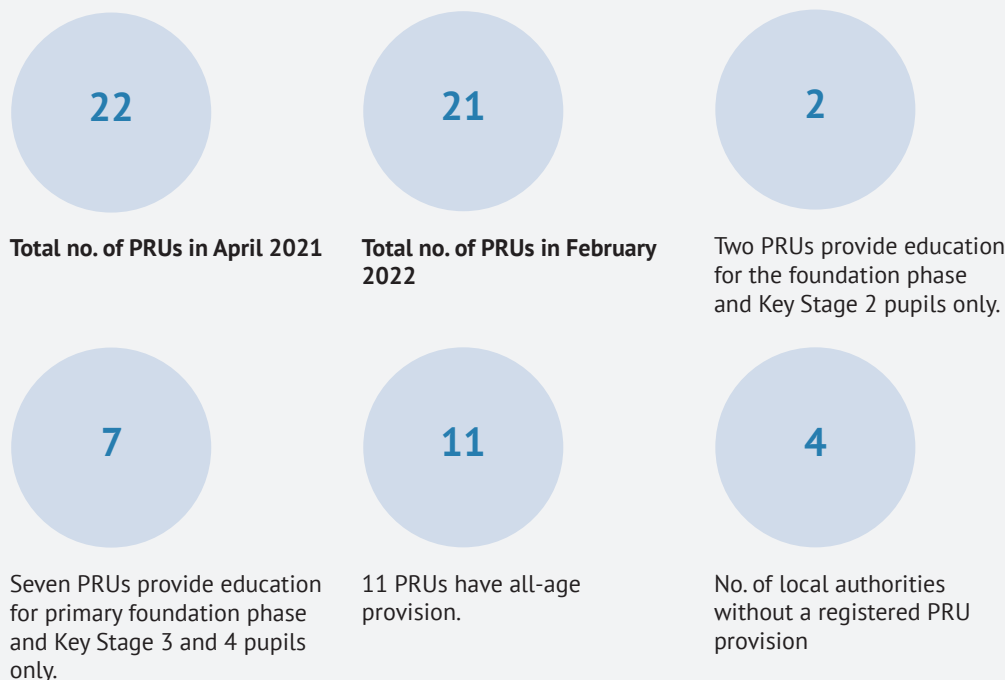 22
21
2
Total no. of PRUs in April 2021
Total no. of PRUs in February
2022
Two PRUs provide education
for the foundation phase
and Key Stage 2 pupils only.
7
11
4
Seven PRUs provide education
for primary foundation phase
and Key Stage 3 and 4 pupils
only.
11 PRUs have all-age
provision.
No. of local authorities
without a registered PRU
provision